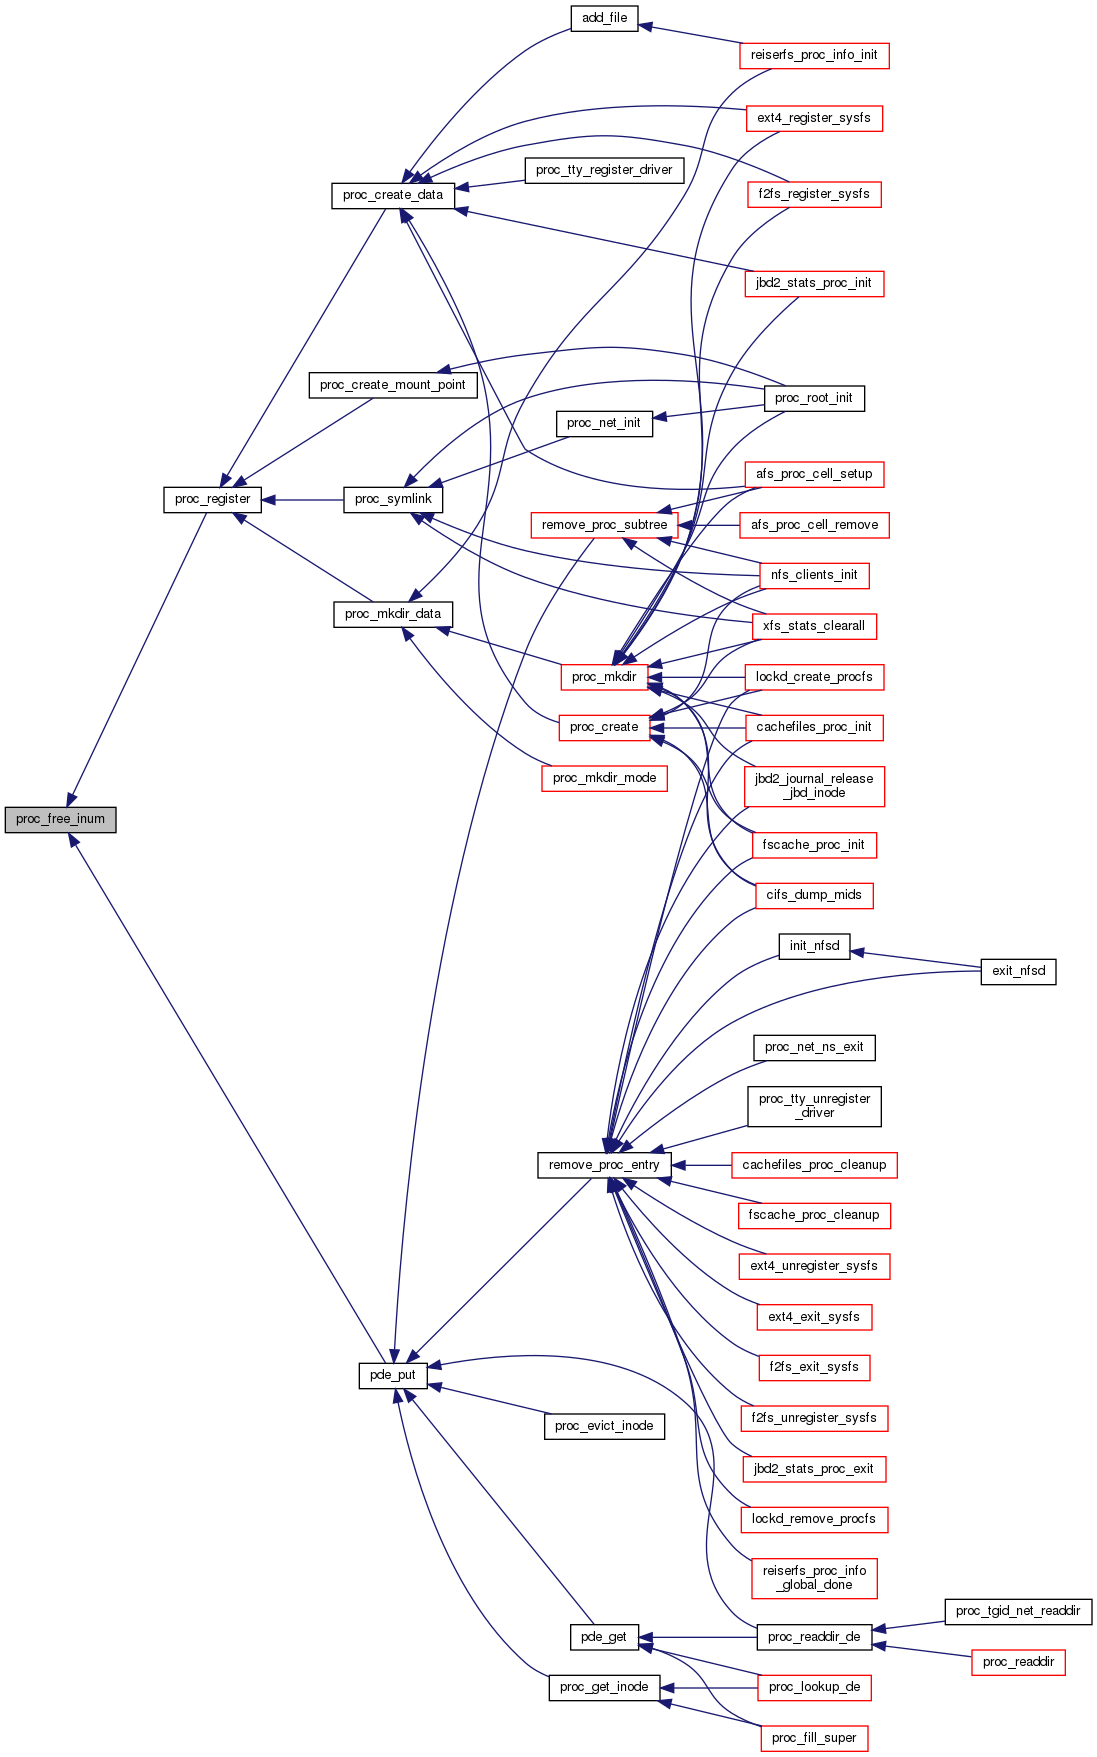 add_file
reiserfs_proc_info_init
ext4_register_sysfs
proc_tty_register_driver
proc_create_data
f2fs_register_sysfs
jbd2_stats_proc_init
proc_create_mount_point
proc_root_init
proc_net_init
afs_proc_cell_setup
proc_register
proc_symlink
remove_proc_subtree
afs_proc_cell_remove
nfs_clients_init
proc_mkdir_data
xfs_stats_clearall
proc_mkdir
lockd_create_procfs
proc_create
cachefiles_proc_init
proc_mkdir_mode
jbd2_journal_release
_jbd_inode
proc_free_inum
fscache_proc_init
cifs_dump_mids
init_nfsd
exit_nfsd
proc_net_ns_exit
proc_tty_unregister
_driver
remove_proc_entry
cachefiles_proc_cleanup
fscache_proc_cleanup
ext4_unregister_sysfs
ext4_exit_sysfs
f2fs_exit_sysfs
pde_put
f2fs_unregister_sysfs
proc_evict_inode
jbd2_stats_proc_exit
lockd_remove_procfs
reiserfs_proc_info
_global_done
proc_tgid_net_readdir
pde_get
proc_readdir_de
proc_readdir
proc_get_inode
proc_lookup_de
proc_fill_super